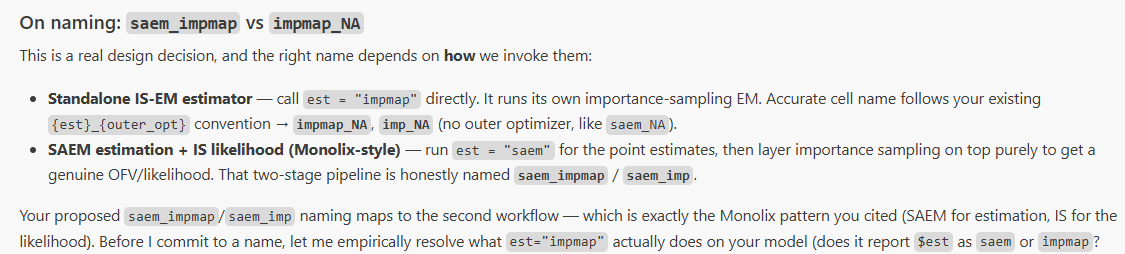 On naming: saem_impmap vs impmap_NA
This is a real design decision, and the right name depends on how we invoke them:
• Standalone IS-EM estimator — call est = "impmap" directly. It runs its own importance-sampling EM. Accurate cell name follows your existing
{est}_{outer_opt} convention → impmap_NA, imp_NA (no outer optimizer, like saem_NA).
• SAEM estimation + IS likelihood (Monolix-style) — run est = "saem" for the point estimates, then layer importance sampling on top purely to get a
genuine OFV/likelihood. That two-stage pipeline is honestly named saem_impmap / saem_imp.
Your proposed saem_impmap/saem_imp naming maps to the second workflow — which is exactly the Monolix pattern you cited (SAEM for estimation, IS for the
likelihood). Before I commit to a name, let me empirically resolve what est="impmap" actually does on your model (does it report $est as saem or impmap?